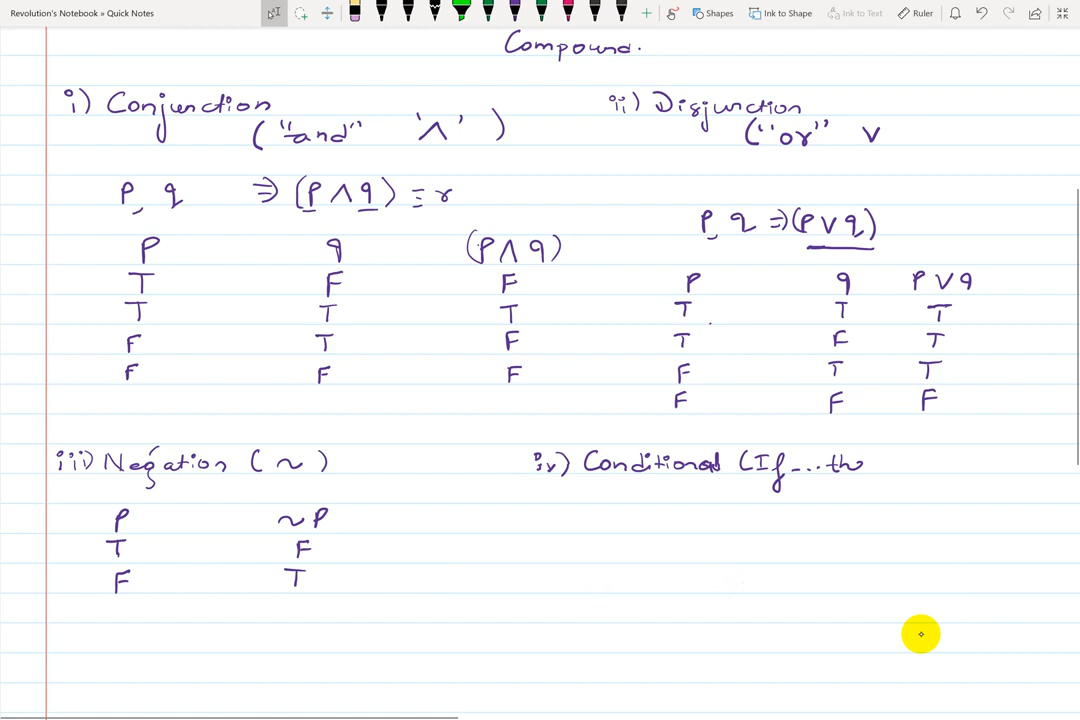 Revolution's Notebook » Quick Notes
Shapes
Ink to Shape
Ink to Text
Ruler
Compound.
i) Conjunction
("and" '∧' )
P, q ⇒ (P ∧ q) ≡ r
P q (P ∧ q)
T F F
T T T
F T F
F F F
ii) Disjunction
("or" ∨
P, q ⇒ (P ∨ q)
P q P ∨ q
T T T
T F T
F T T
F F F
iii) Negation (~)
P ~P
T F
F T
iv) Conditional (If...the